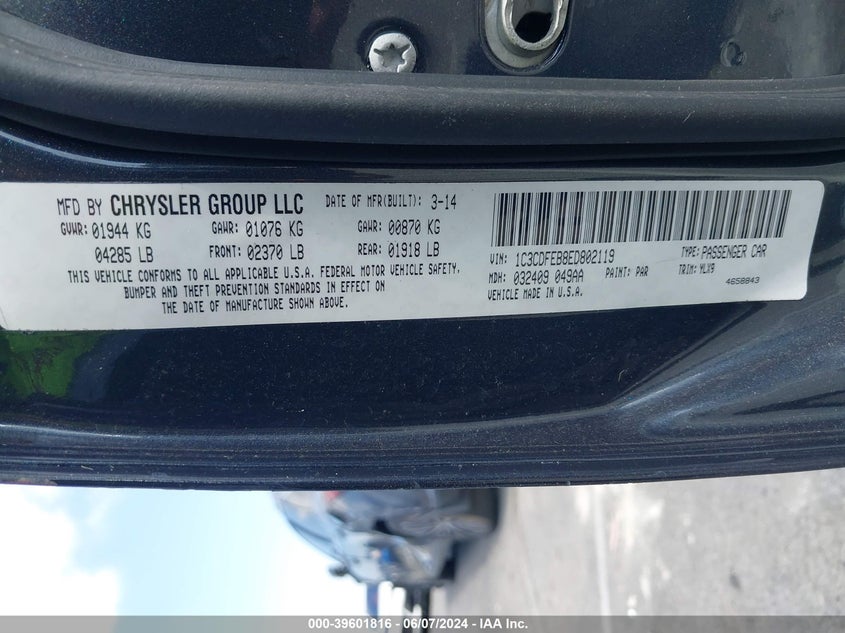 MFD BY CHRYSLER GROUP LLC DATE OF MFR(BUILT): 3-14
GVWR: 01944 KG GAWR: 01076 KG GAWR: 00870 KG
04285 LB FRONT: 02370 LB REAR: 01918 LB
THIS VEHICLE CONFORMS TO ALL APPLICABLE U.S.A. FEDERAL MOTOR VEHICLE SAFETY,
BUMPER AND THEFT PREVENTION STANDARDS IN EFFECT ON
THE DATE OF MANUFACTURE SHOWN ABOVE.
VIN: 1C3CDFEB8ED802119 TYPE: PASSENGER CAR
MDH: 032409 049AA PAINT: PAR TRIM: YLX9
VEHICLE MADE IN U.S.A. 4658843
000-39601816 - 06/07/2024 - IAA Inc.